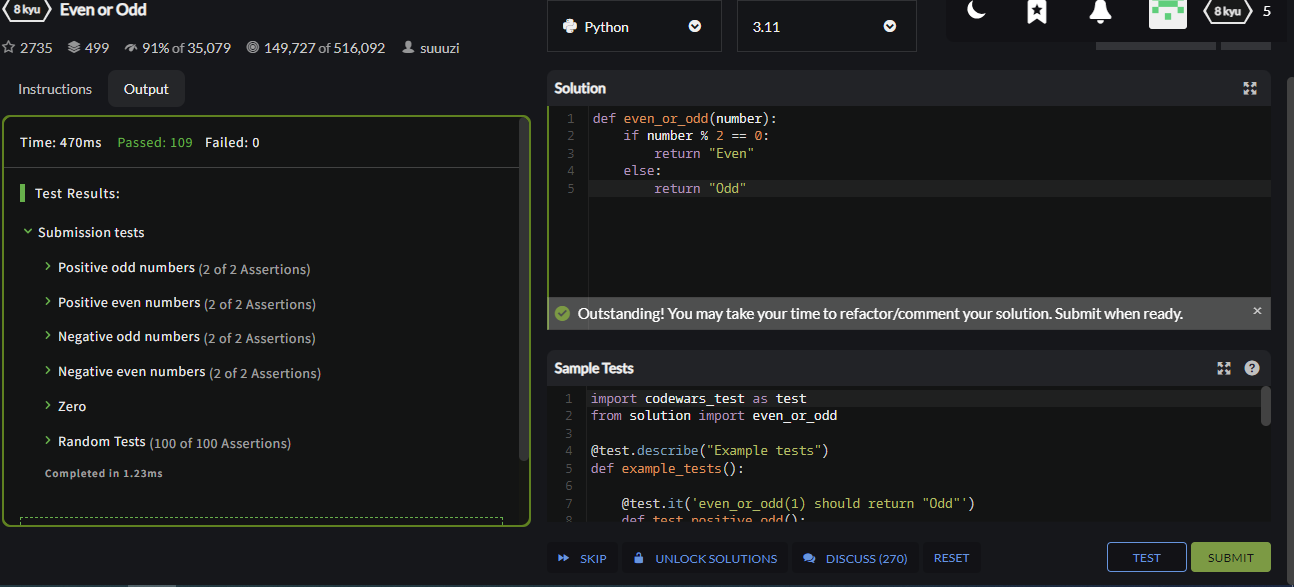 8 kyu Even or Odd
2735 499 91% of 35,079 149,727 of 516,092 suuuzi
Instructions Output
Time: 470ms Passed: 109 Failed: 0
Test Results:
Submission tests
Positive odd numbers (2 of 2 Assertions)
Positive even numbers (2 of 2 Assertions)
Negative odd numbers (2 of 2 Assertions)
Negative even numbers (2 of 2 Assertions)
Zero
Random Tests (100 of 100 Assertions)
Completed in 1.23ms
Python 3.11
8 kyu 5
Solution
1 def even_or_odd(number):
2 if number % 2 == 0:
3 return "Even"
4 else:
5 return "Odd"
Outstanding! You may take your time to refactor/comment your solution. Submit when ready. ×
Sample Tests ?
1 import codewars_test as test
2 from solution import even_or_odd
3
4 @test.describe("Example tests")
5 def example_tests():
6
7 @test.it('even_or_odd(1) should return "Odd"')
8 def test_positive_odd():
SKIP UNLOCK SOLUTIONS DISCUSS (270) RESET TEST SUBMIT